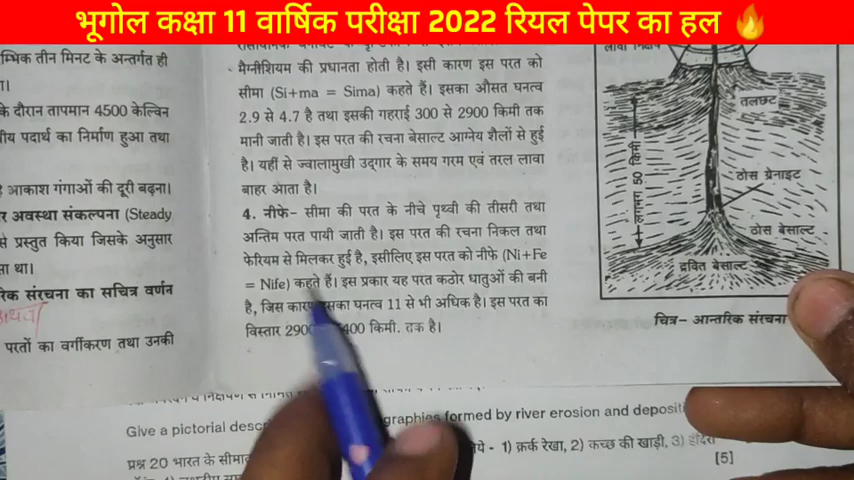 भूगोल कक्षा 11 वार्षिक परीक्षा 2022 रियल पेपर का हल 🔥
म्भिक तीन मिनट के अन्तर्गत ही
ा।
के दौरान तापमान 4500 केल्विन
ीय पदार्थ का निर्माण हुआ तथा
आकाश गंगाओं की दूरी बढ़ना।
र अवस्था संकल्पना (Steady
से प्रस्तुत किया जिसके अनुसार
ा था।
रिक संरचना का सचित्र वर्णन
अथवा
परतों का वर्गीकरण तथा उनकी
मैग्नीशियम की प्रधानता होती है। इसी कारण इस परत को
सीमा (Si+ma = Sima) कहते हैं। इसका औसत घनत्व
2.9 से 4.7 है तथा इसकी गहराई 300 से 2900 किमी तक
मानी जाती है। इस परत की रचना बेसाल्ट आग्नेय शैलों से हुई
है। यहीं से ज्वालामुखी उद्गार के समय गरम एवं तरल लावा
बाहर आता है।
4. नीफे- सीमा की परत के नीचे पृथ्वी की तीसरी तथा
अन्तिम परत पायी जाती है। इस परत की रचना निकल तथा
फेरियम से मिलकर हुई है, इसीलिए इस परत को नीफे (Ni+Fe
= Nife) कहते हैं। इस प्रकार यह परत कठोर धातुओं की बनी
है, जिस कारण इसका घनत्व 11 से भी अधिक है। इस परत का
विस्तार 2900 400 किमी. तक है।
लावा निक्षेप
तलछट
लगभग 50 किमी
ठोस ग्रेनाइट
ठोस बेसाल्ट
द्रवित बेसाल्ट
चित्र- आन्तरिक संरचना
Give a pictorial descr graphies formed by river erosion and depositi
प्रश्न 20 भारत के सीमा ये - 1) क्रर्क रेखा, 2) कच्छ की खाड़ी, 3) इंदिरा
[5]